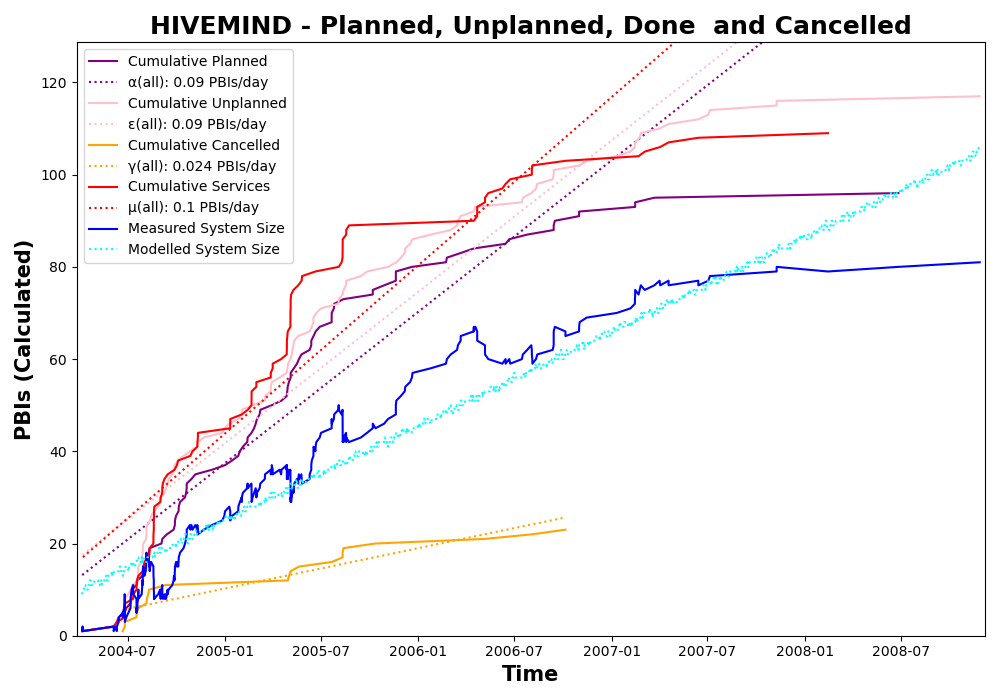 HIVEMIND - Planned, Unplanned, Done  and Cancelled
Cumulative Planned
α(all): 0.09 PBIs/day
Cumulative Unplanned
ε(all): 0.09 PBIs/day
Cumulative Cancelled
γ(all): 0.024 PBIs/day
Cumulative Services
μ(all): 0.1 PBIs/day
Measured System Size
Modelled System Size
PBIs (Calculated)
120
100
80
60
40
20
0
2004-07 2005-01 2005-07 2006-01 2006-07 2007-01 2007-07 2008-01 2008-07
Time